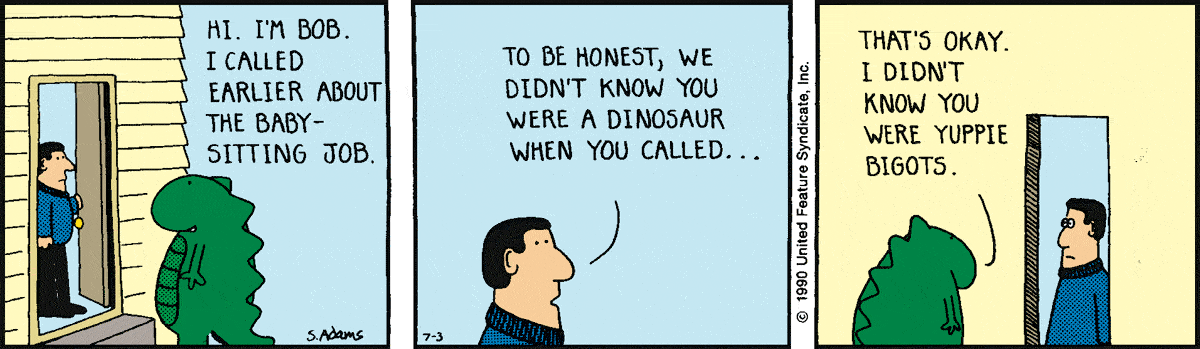 HI. I'M BOB.
I CALLED
EARLIER ABOUT
THE BABY-
SITTING JOB.
S.Adams
TO BE HONEST, WE
DIDN'T KNOW YOU
WERE A DINOSAUR
WHEN YOU CALLED...
7-3
© 1990 United Feature Syndicate, Inc.
THAT'S OKAY.
I DIDN'T
KNOW YOU
WERE YUPPIE
BIGOTS.